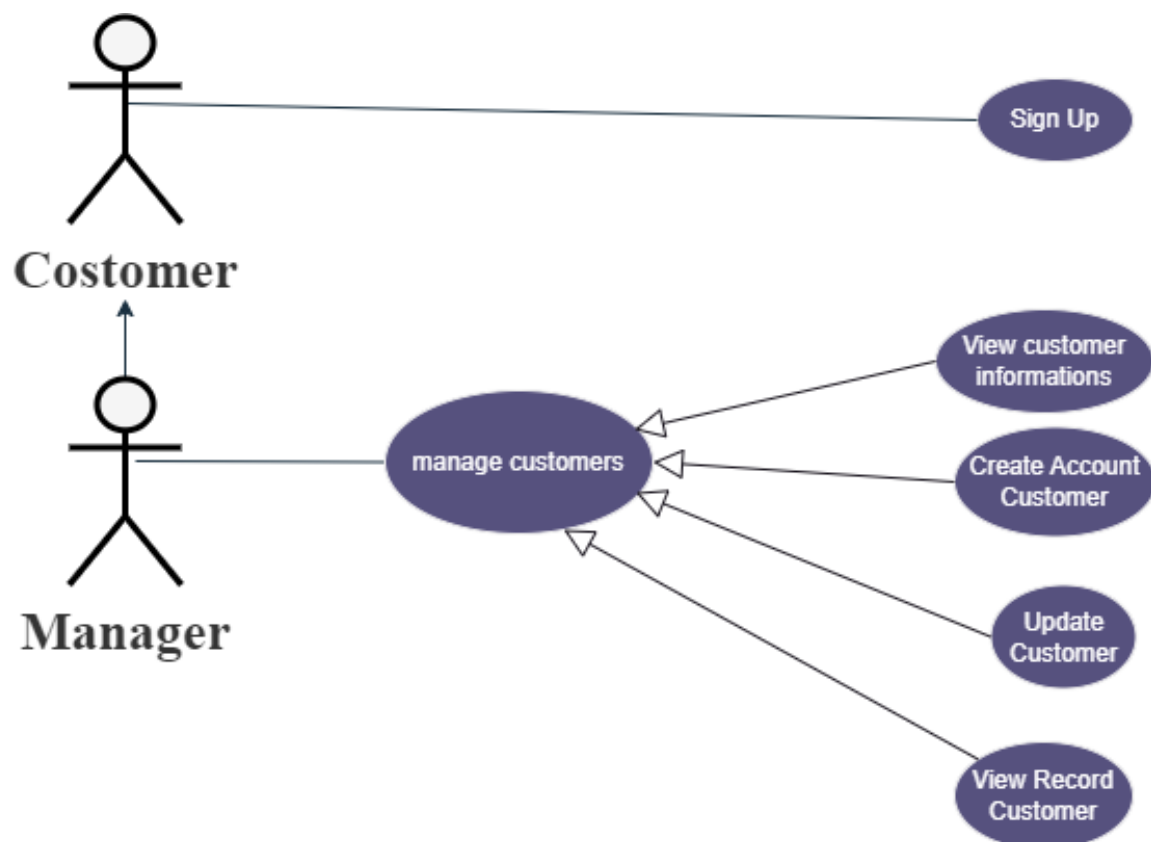 Sign Up
Costomer
View customer
informations
manage customers
Create Account
Customer
Update
Customer
Manager
View Record
Customer